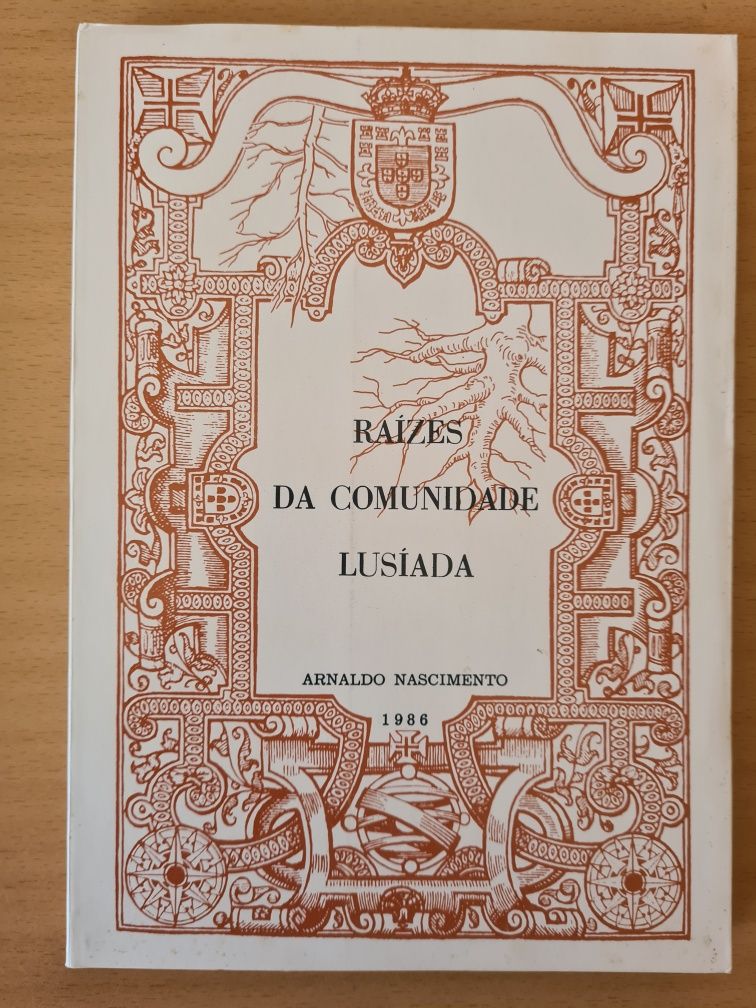 RAÍZES
DA COMUNIDADE
LUSÍADA
ARNALDO NASCIMENTO
1986